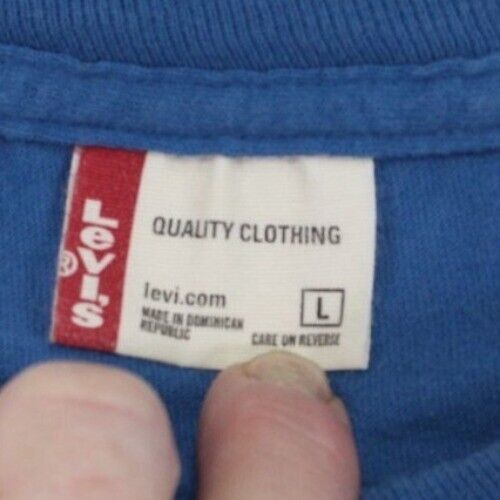 Levi's
®
QUALITY CLOTHING
levi.com
L
MADE IN DOMINICAN
REPUBLIC
CARE ON REVERSE